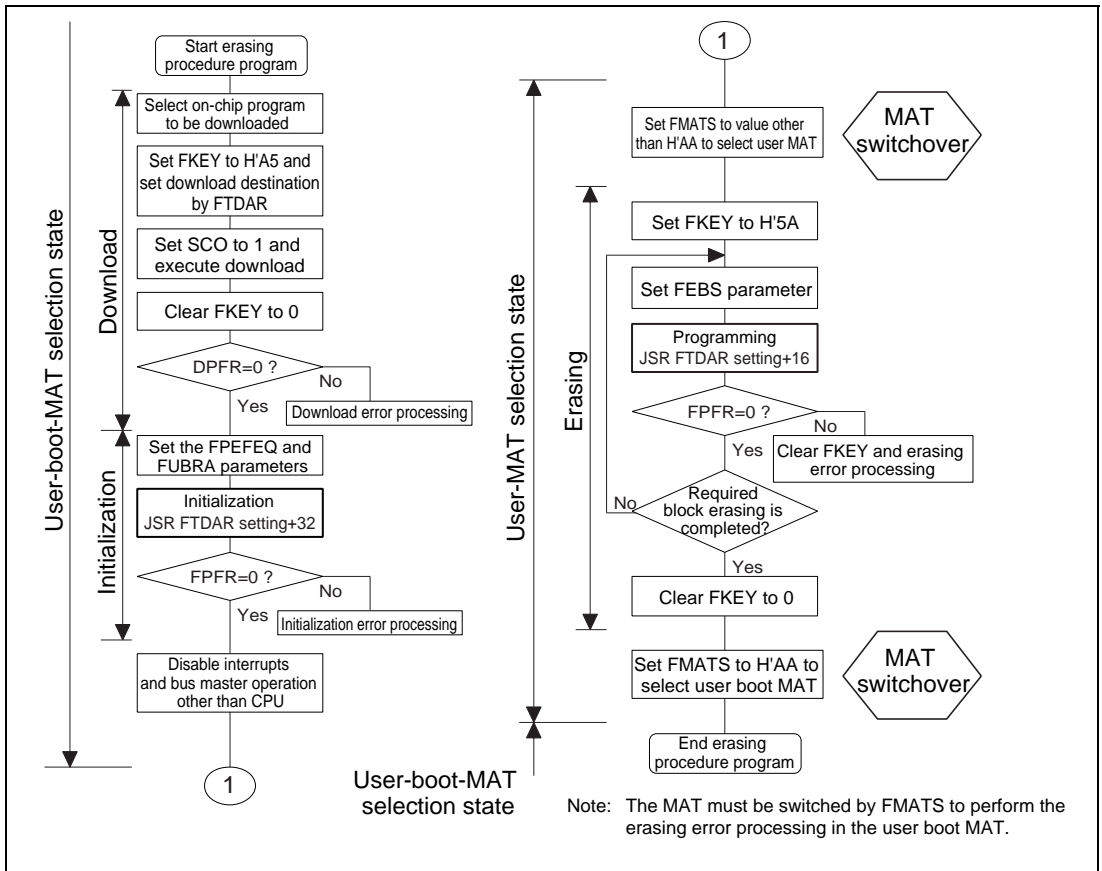 Start erasing
procedure program
Select on-chip program
to be downloaded
Set FKEY to H'A5 and
set download destination
by FTDAR
Set SCO to 1 and
execute download
Clear FKEY to 0
DPFR=0 ?
No
Yes
Download error processing
Set the FPEFEQ and
FUBRA parameters
Initialization
JSR FTDAR setting+32
FPFR=0 ?
No
Yes
Initialization error processing
Disable interrupts
and bus master operation
other than CPU
1
User-boot-MAT selection state
Download
Initialization
1
Set FMATS to value other
than H'AA to select user MAT
MAT
switchover
Set FKEY to H'5A
Set FEBS parameter
Programming
JSR FTDAR setting+16
FPFR=0 ?
No
Yes
Clear FKEY and erasing
error processing
Required
block erasing is
completed?
No
Yes
Clear FKEY to 0
Set FMATS to H'AA to
select user boot MAT
MAT
switchover
End erasing
procedure program
User-MAT selection state
Erasing
User-boot-MAT
selection state
Note: The MAT must be switched by FMATS to perform the
erasing error processing in the user boot MAT.